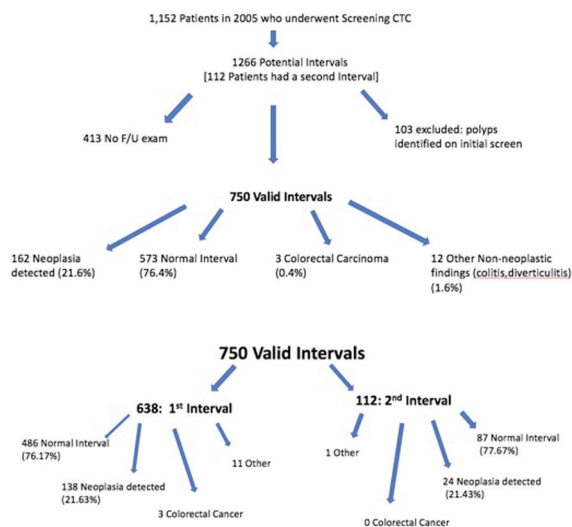 1,152 Patients in 2005 who underwent Screening CTC
1266 Potential Intervals
[112 Patients had a second Interval]
413 No F/U exam
103 excluded: polyps
identified on initial screen
750 Valid Intervals
162 Neoplasia
detected (21.6%)
573 Normal Interval
(76.4%)
3 Colorectal Carcinoma
(0.4%)
12 Other Non-neoplastic
findings (colitis,diverticulitis)
(1.6%)
750 Valid Intervals
638: 1st Interval
112: 2nd Interval
486 Normal Interval
(76.17%)
138 Neoplasia detected
(21.63%)
3 Colorectal Cancer
11 Other
1 Other
0 Colorectal Cancer
24 Neoplasia detected
(21.43%)
87 Normal Interval
(77.67%)